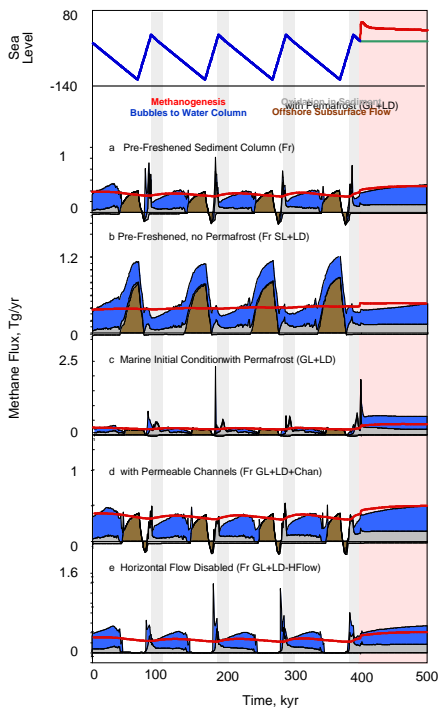 80
Sea
Level
-140
Methanogenesis
Oxidation in Sediment
with Permafrost (GL+LD)
Bubbles to Water Column
Offshore Subsurface Flow
a Pre-Freshened Sediment Column (Fr)
1
0
b Pre-Freshened, no Permafrost (Fr SL+LD)
1.2
0
Methane Flux, Tg/yr
c Marine Initial Conditionwith Permafrost (GL+LD)
2.5
0
d with Permeable Channels (Fr GL+LD+Chan)
1
0
e Horizontal Flow Disabled (Fr GL+LD-HFlow)
1.6
0
0 100 200 300 400 500
Time, kyr